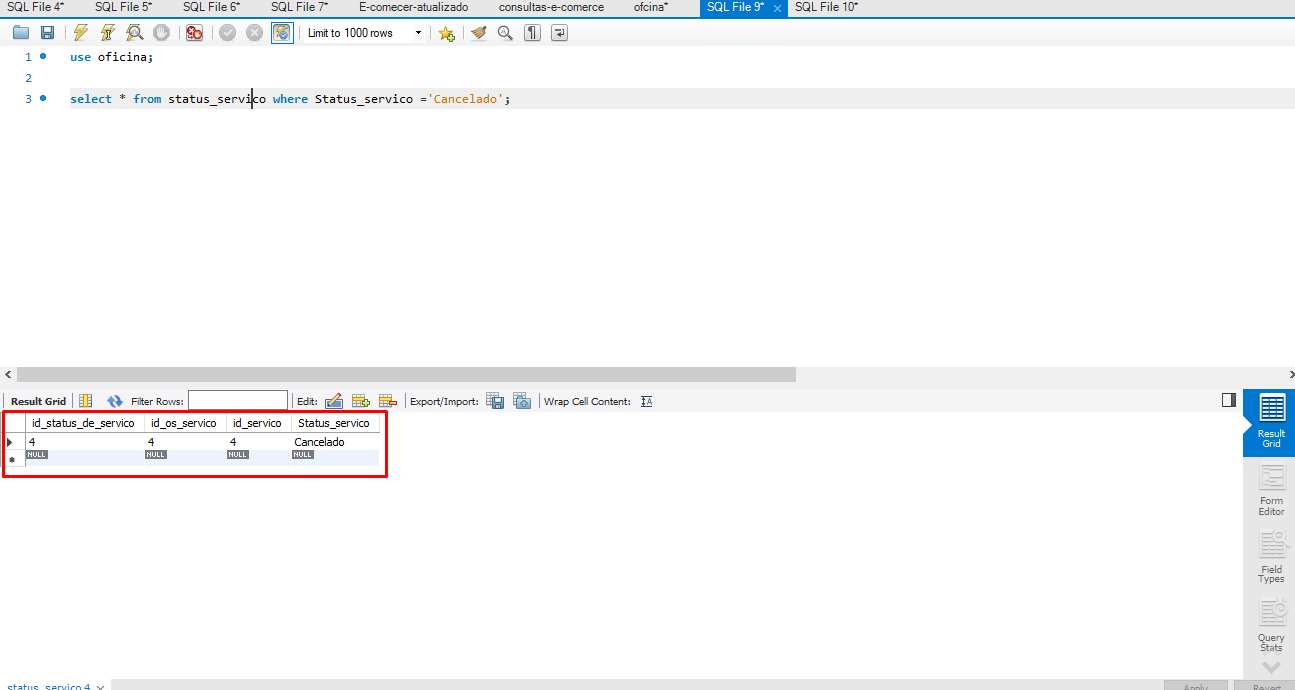 SQL File 4* SQL File 5* SQL File 6* SQL File 7* E-comecer-atualizado consultas-e-comerce ofcina* SQL File 9* SQL File 10*
Limit to 1000 rows
1 use oficina;
2
3 select * from status_servico where Status_servico ='Cancelado';
Result Grid Filter Rows: Edit: Export/Import: Wrap Cell Content:
id_status_de_servico id_os_servico id_servico Status_servico
4 4 4 Cancelado
NULL NULL NULL NULL
Result
Grid
Form
Editor
Field
Types
Query
Stats
status_servico 4 Apply Revert